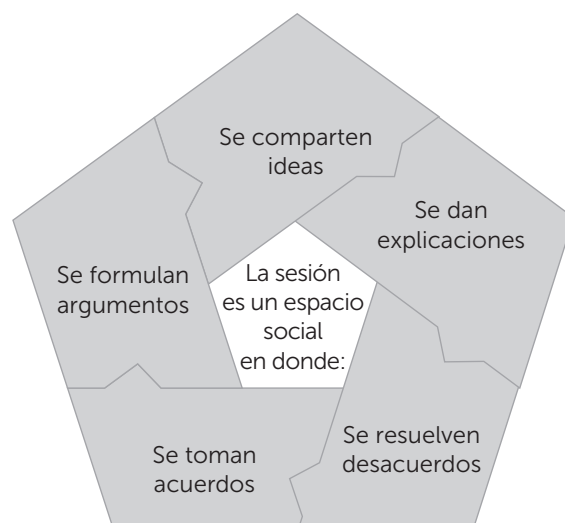 Se comparten
ideas
Se dan
explicaciones
Se formulan
argumentos
La sesión
es un espacio
social
en donde:
Se resuelven
desacuerdos
Se toman
acuerdos